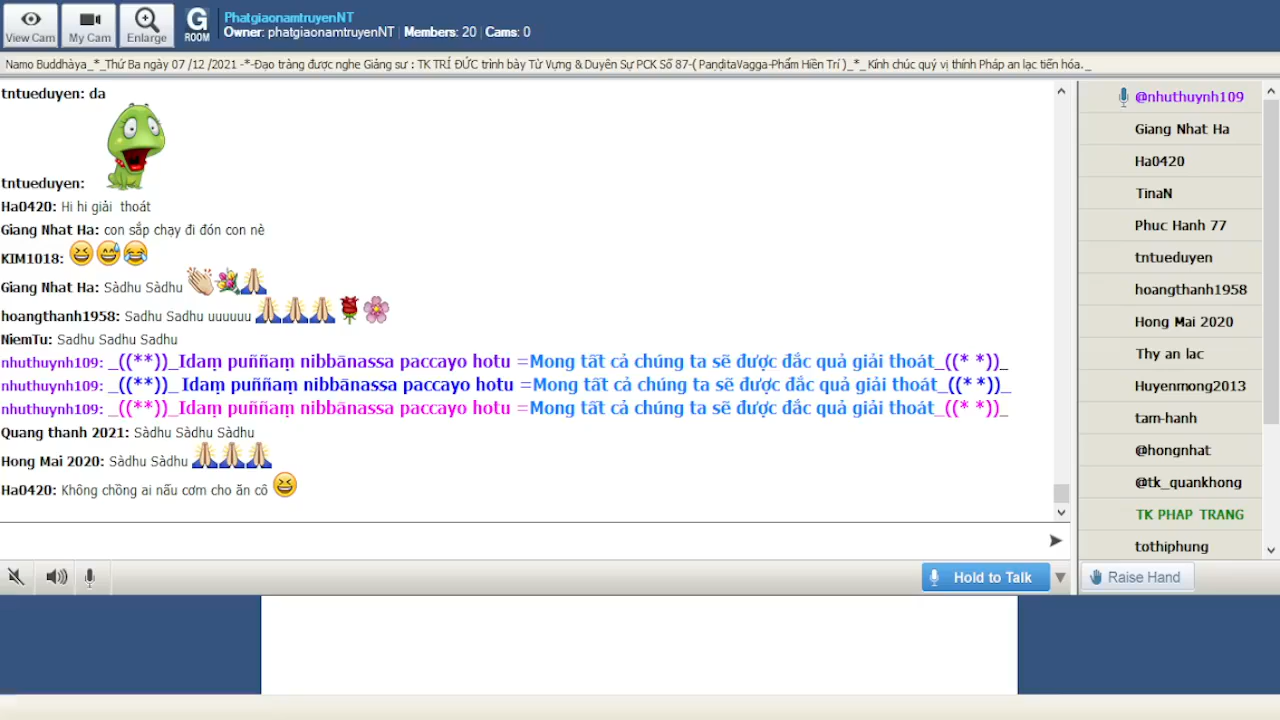 View Cam
My Cam
Enlarge
G
ROOM
PhatgiaonamtruyenNT
Owner: phatgiaonamtruyenNT | Members: 20 | Cams: 0
Namo Buddhàya_*_Thứ Ba ngày 07 /12 /2021 -*-Đạo tràng được nghe Giảng sư : TK TRÍ ĐỨC trình bày Từ Vựng & Duyên Sự PCK Số 87-( PaṇḍitaVagga-Phẩm Hiền Trí )_*_ Kính chúc quý vị thính Pháp an lạc tiến hóa._
tntueduyen: da
tntueduyen:
Ha0420: Hi hi giải thoát
Giang Nhat Ha: con sắp chạy đi đón con nè
KIM1018: 😆😅😂
Giang Nhat Ha: Sàdhu Sàdhu 👏💐🙏
hoangthanh1958: Sadhu Sadhu uuuuuu 🙏🙏🙏🌹🌸
NiemTu: Sadhu Sadhu Sadhu
nhuthuynh109: _((**))_Idaṃ puññaṃ nibbānassa paccayo hotu =Mong tất cả chúng ta sẽ được đắc quả giải thoát_((* *))_
nhuthuynh109: _((**))_Idaṃ puññaṃ nibbānassa paccayo hotu =Mong tất cả chúng ta sẽ được đắc quả giải thoát_((* *))_
nhuthuynh109: _((**))_Idaṃ puññaṃ nibbānassa paccayo hotu =Mong tất cả chúng ta sẽ được đắc quả giải thoát_((* *))_
Quang thanh 2021: Sàdhu Sàdhu Sàdhu
Hong Mai 2020: Sàdhu Sàdhu 🙏🙏🙏
Ha0420: Không chồng ai nấu cơm cho ăn cô 😆
Hold to Talk
@nhuthuynh109
Giang Nhat Ha
Ha0420
TinaN
Phuc Hanh 77
tntueduyen
hoangthanh1958
Hong Mai 2020
Thy an lac
Huyenmong2013
tam-hanh
@hongnhat
@tk_quankhong
TK PHAP TRANG
tothiphung
Raise Hand